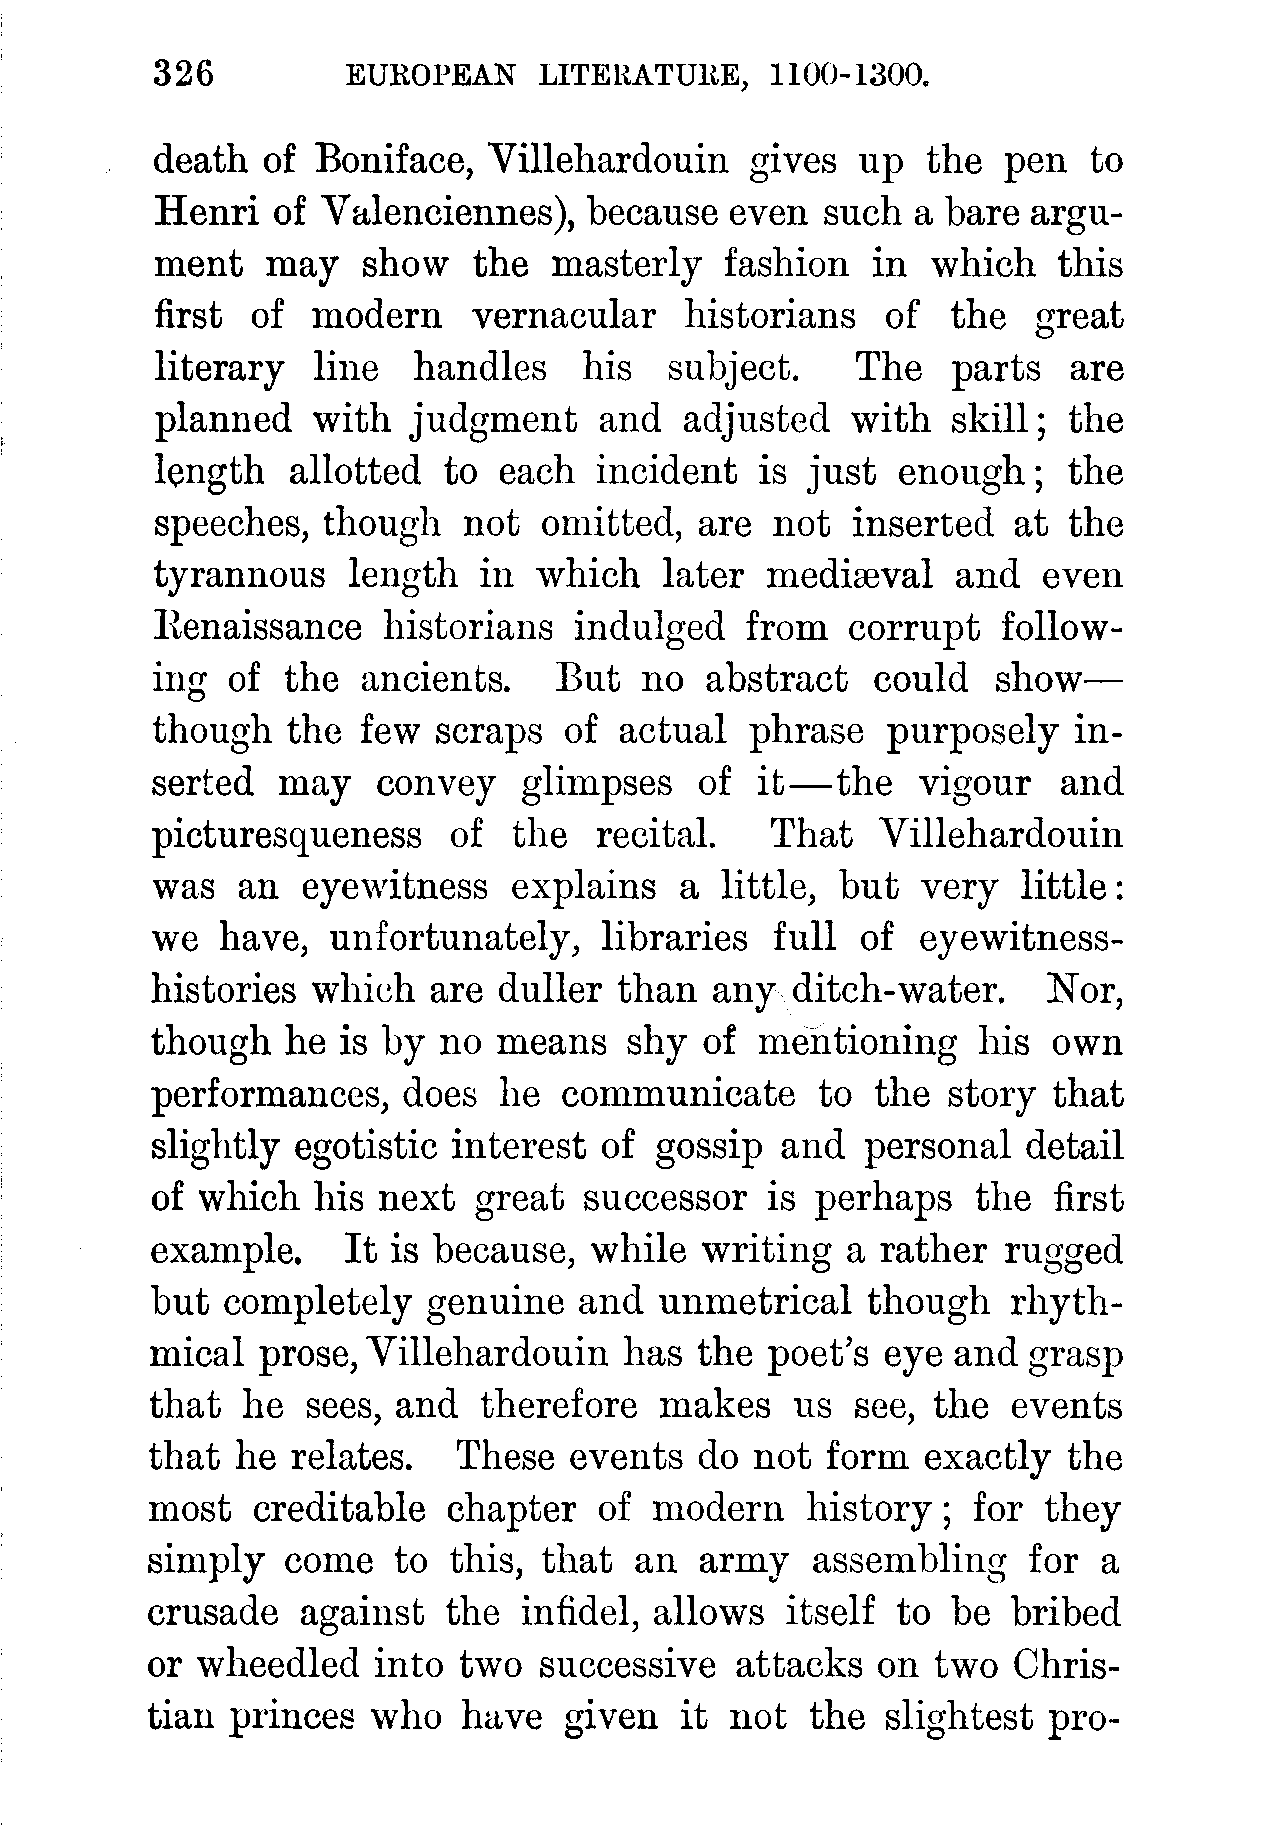 326 EUROPEAN LITERATURE, 1100-1300.
death of Boniface, Villehardouin gives up the pen to
Henri of Valenciennes), because even such a bare argu-
ment may show the masterly fashion in which this
first of modern vernacular historians of the great
literary line handles his subject. The parts are
planned with judgment and adjusted with skill; the
length allotted to each incident is just enough; the
speeches, though not omitted, are not inserted at the
tyrannous length in which later mediæval and even
Renaissance historians indulged from corrupt follow-
ing of the ancients. But no abstract could show—
though the few scraps of actual phrase purposely in-
serted may convey glimpses of it—the vigour and
picturesqueness of the recital. That Villehardouin
was an eyewitness explains a little, but very little:
we have, unfortunately, libraries full of eyewitness-
histories which are duller than any ditch-water. Nor,
though he is by no means shy of mentioning his own
performances, does he communicate to the story that
slightly egotistic interest of gossip and personal detail
of which his next great successor is perhaps the first
example. It is because, while writing a rather rugged
but completely genuine and unmetrical though rhyth-
mical prose, Villehardouin has the poet's eye and grasp
that he sees, and therefore makes us see, the events
that he relates. These events do not form exactly the
most creditable chapter of modern history; for they
simply come to this, that an army assembling for a
crusade against the infidel, allows itself to be bribed
or wheedled into two successive attacks on two Chris-
tian princes who have given it not the slightest pro-